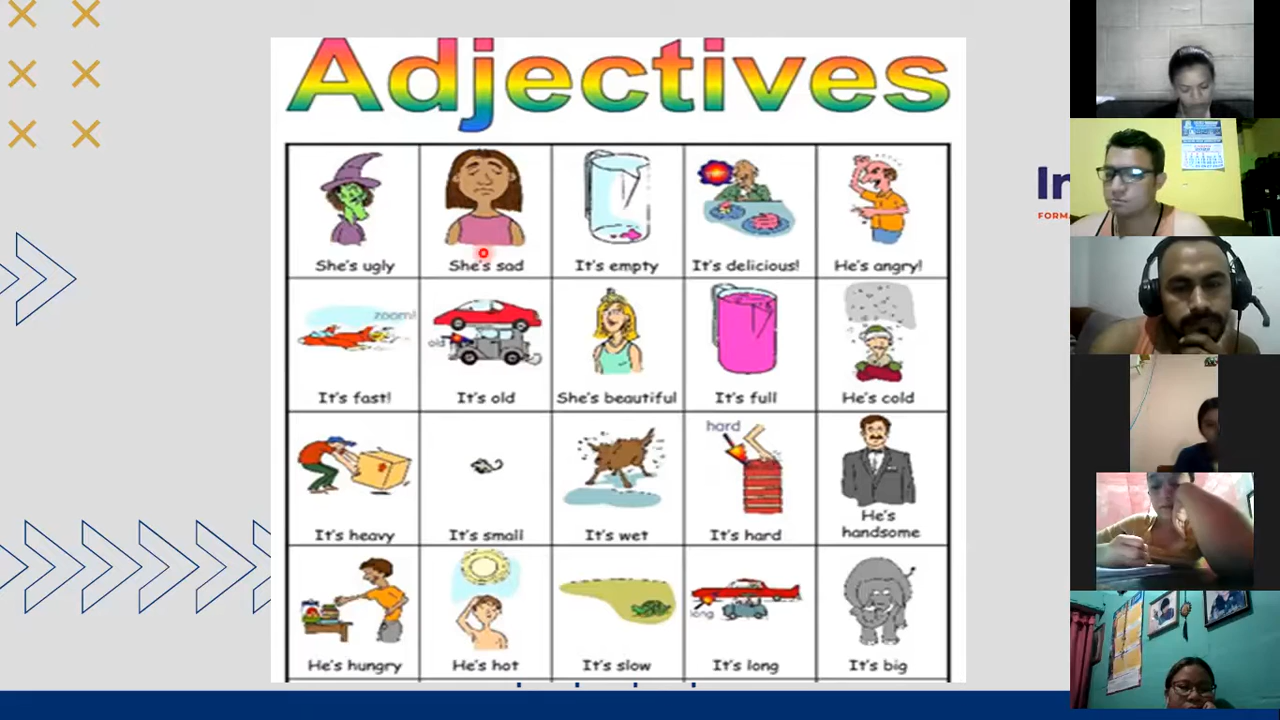 Adjectives
In
FORM
She's ugly
She's sad
It's empty
It's delicious!
He's angry!
zoom!
old
It's fast!
It's old
She's beautiful
It's full
He's cold
hard
It's heavy
It's small
It's wet
It's hard
He's
handsome
long
He's hungry
He's hot
It's slow
It's long
It's big